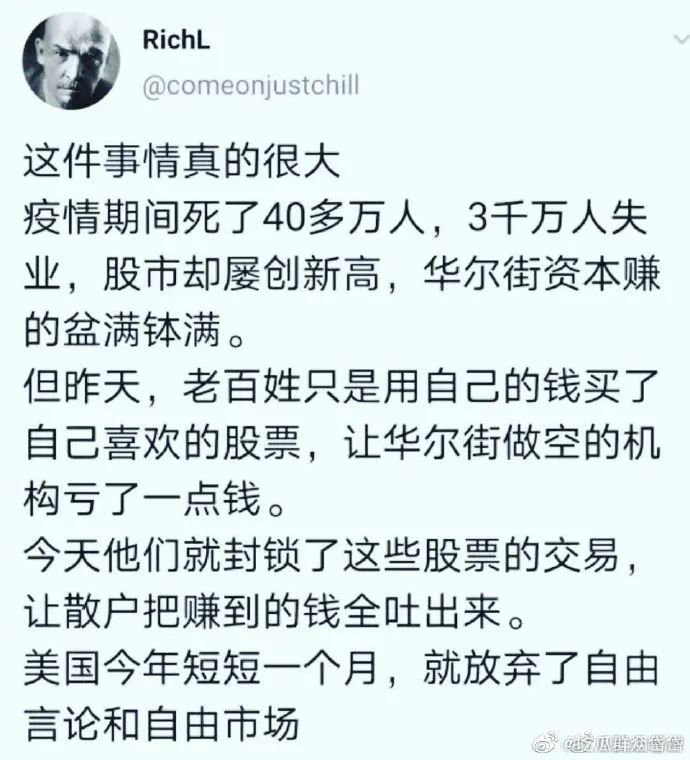 RichL
@comeonjustchill
这件事情真的很大
疫情期间死了40多万人，3千万人失
业，股市却屡创新高，华尔街资本赚
的盆满钵满。
但昨天，老百姓只是用自己的钱买了
自己喜欢的股票，让华尔街做空的机
构亏了一点钱。
今天他们就封锁了这些股票的交易，
让散户把赚到的钱全吐出来。
美国今年短短一个月，就放弃了自由
言论和自由市场
瓜群众岱岱